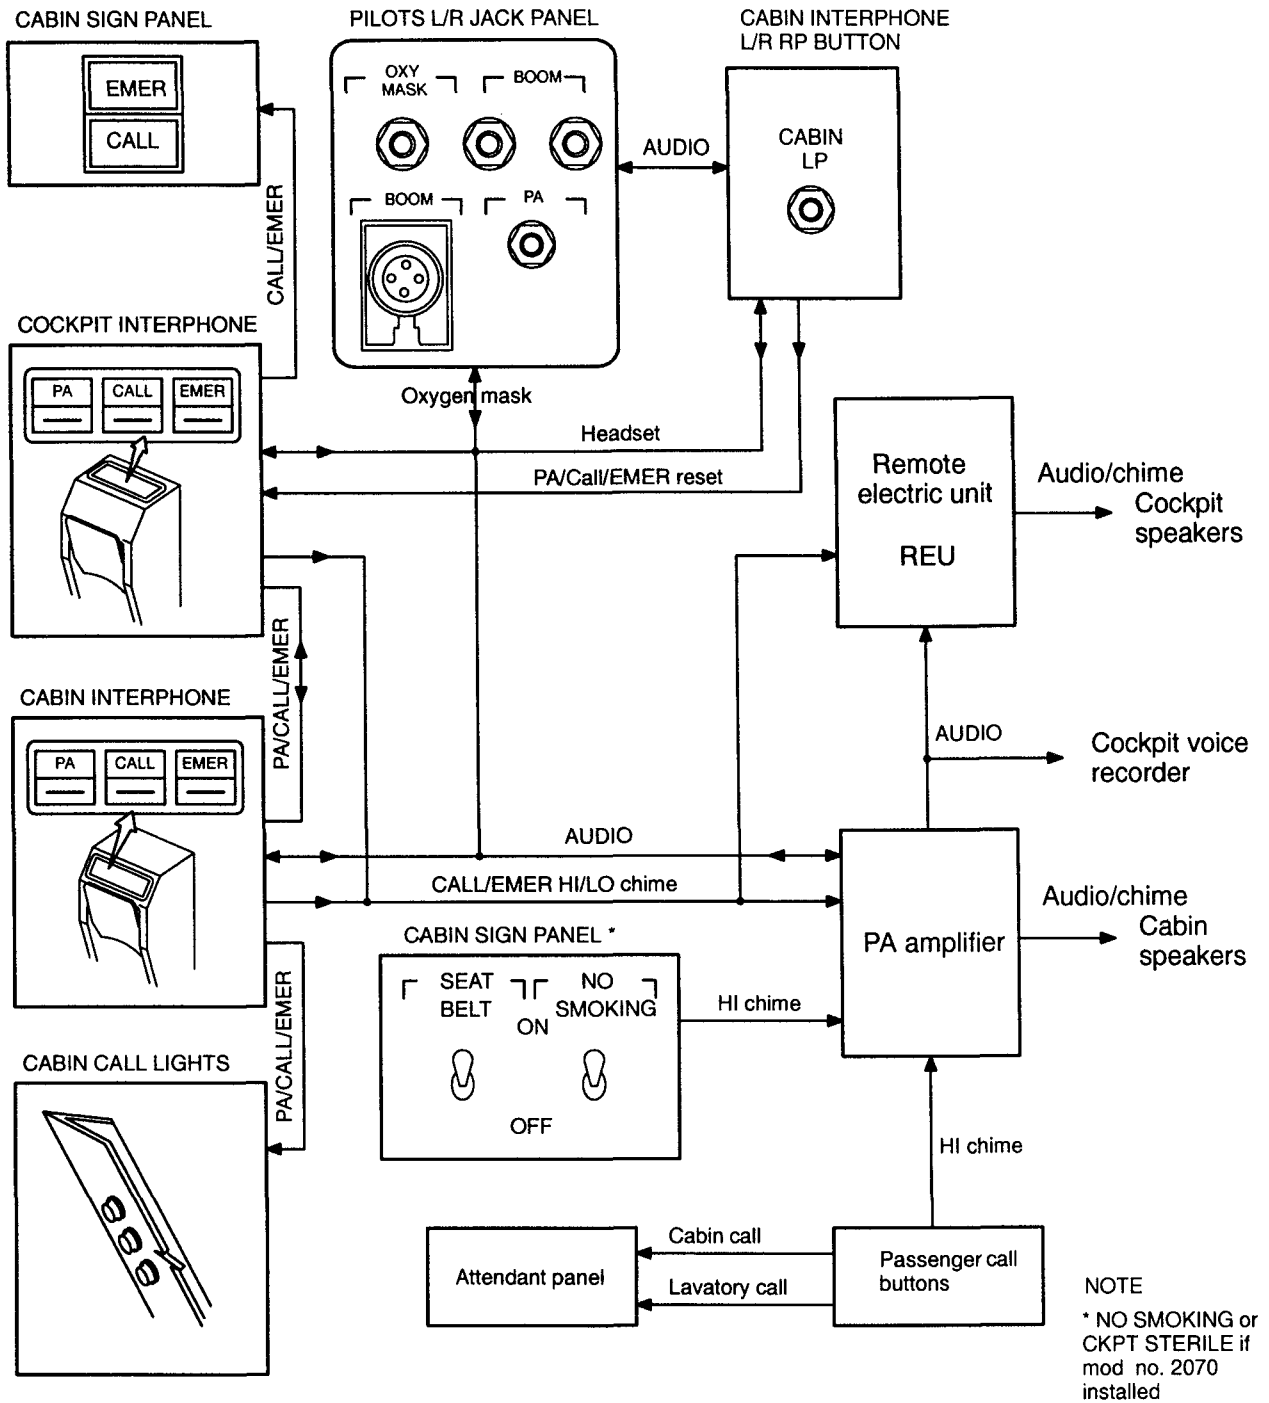 CABIN SIGN PANEL
EMER
CALL
CALL/EMER
PILOTS L/R JACK PANEL
OXY
MASK
BOOM
BOOM
PA
AUDIO
CABIN INTERPHONE
L/R RP BUTTON
CABIN
LP
COCKPIT INTERPHONE
PA
CALL
EMER
Oxygen mask
Headset
PA/Call/EMER reset
Remote
electric unit
REU
Audio/chime
Cockpit
speakers
PA/CALL/EMER
CABIN INTERPHONE
PA
CALL
EMER
AUDIO
Cockpit voice
recorder
AUDIO
CALL/EMER HI/LO chime
PA amplifier
Audio/chime
Cabin
speakers
CABIN SIGN PANEL *
SEAT
BELT
NO
SMOKING
ON
OFF
HI chime
PA/CALL/EMER
CABIN CALL LIGHTS
HI chime
Attendant panel
Cabin call
Lavatory call
Passenger call
buttons
NOTE
* NO SMOKING or
CKPT STERILE if
mod no. 2070
installed